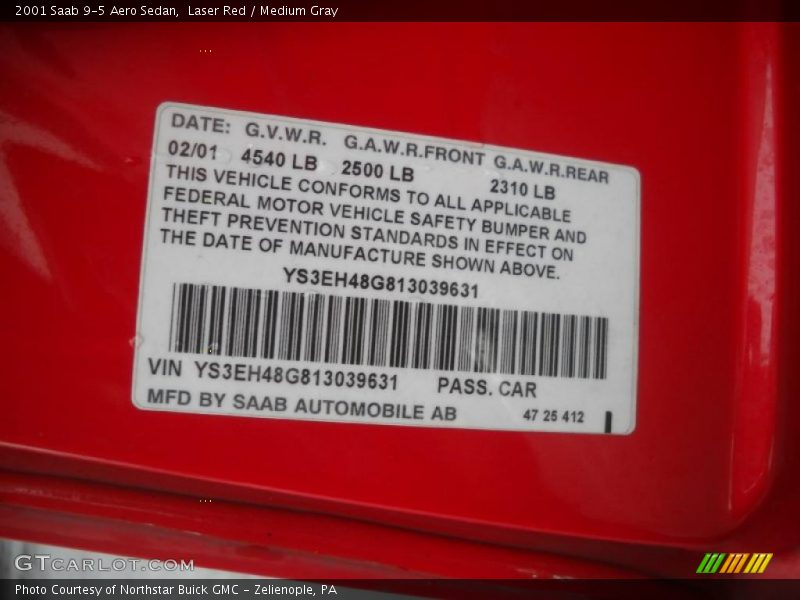 2001 Saab 9-5 Aero Sedan,  Laser Red / Medium Gray
DATE: G.V.W.R. G.A.W.R.FRONT G.A.W.R.REAR
02/01 4540 LB 2500 LB 2310 LB
THIS VEHICLE CONFORMS TO ALL APPLICABLE
FEDERAL MOTOR VEHICLE SAFETY BUMPER AND
THEFT PREVENTION STANDARDS IN EFFECT ON
THE DATE OF MANUFACTURE SHOWN ABOVE.
YS3EH48G813039631
VIN YS3EH48G813039631 PASS. CAR
MFD BY SAAB AUTOMOBILE AB 47 25 412
GTCARLOT.COM
Photo Courtesy of Northstar Buick GMC - Zelienople, PA